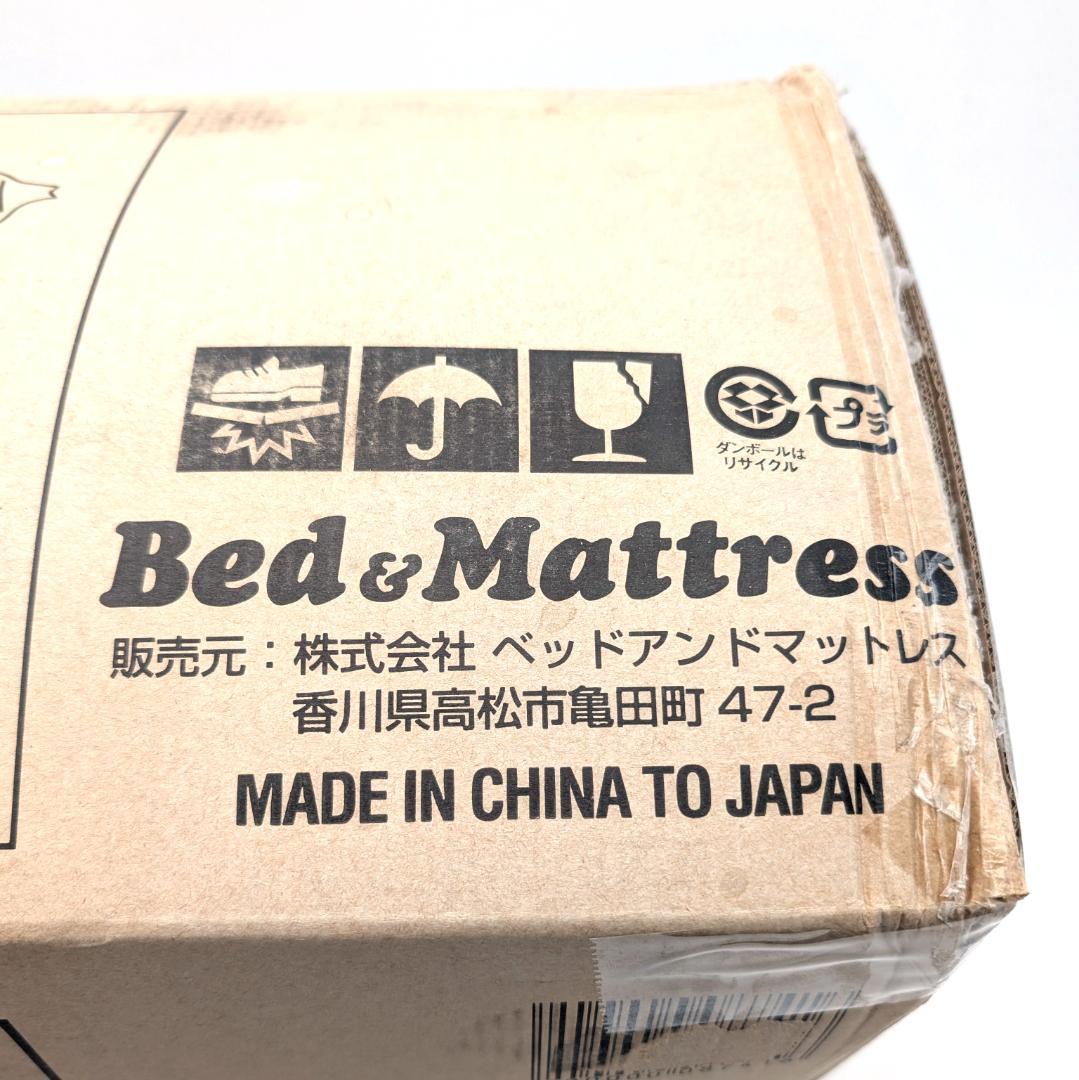 ダンボールは
リサイクル
プラ
Bed&Mattress
販売元：株式会社 ベッドアンドマットレス
香川県高松市亀田町 47-2
MADE IN CHINA TO JAPAN